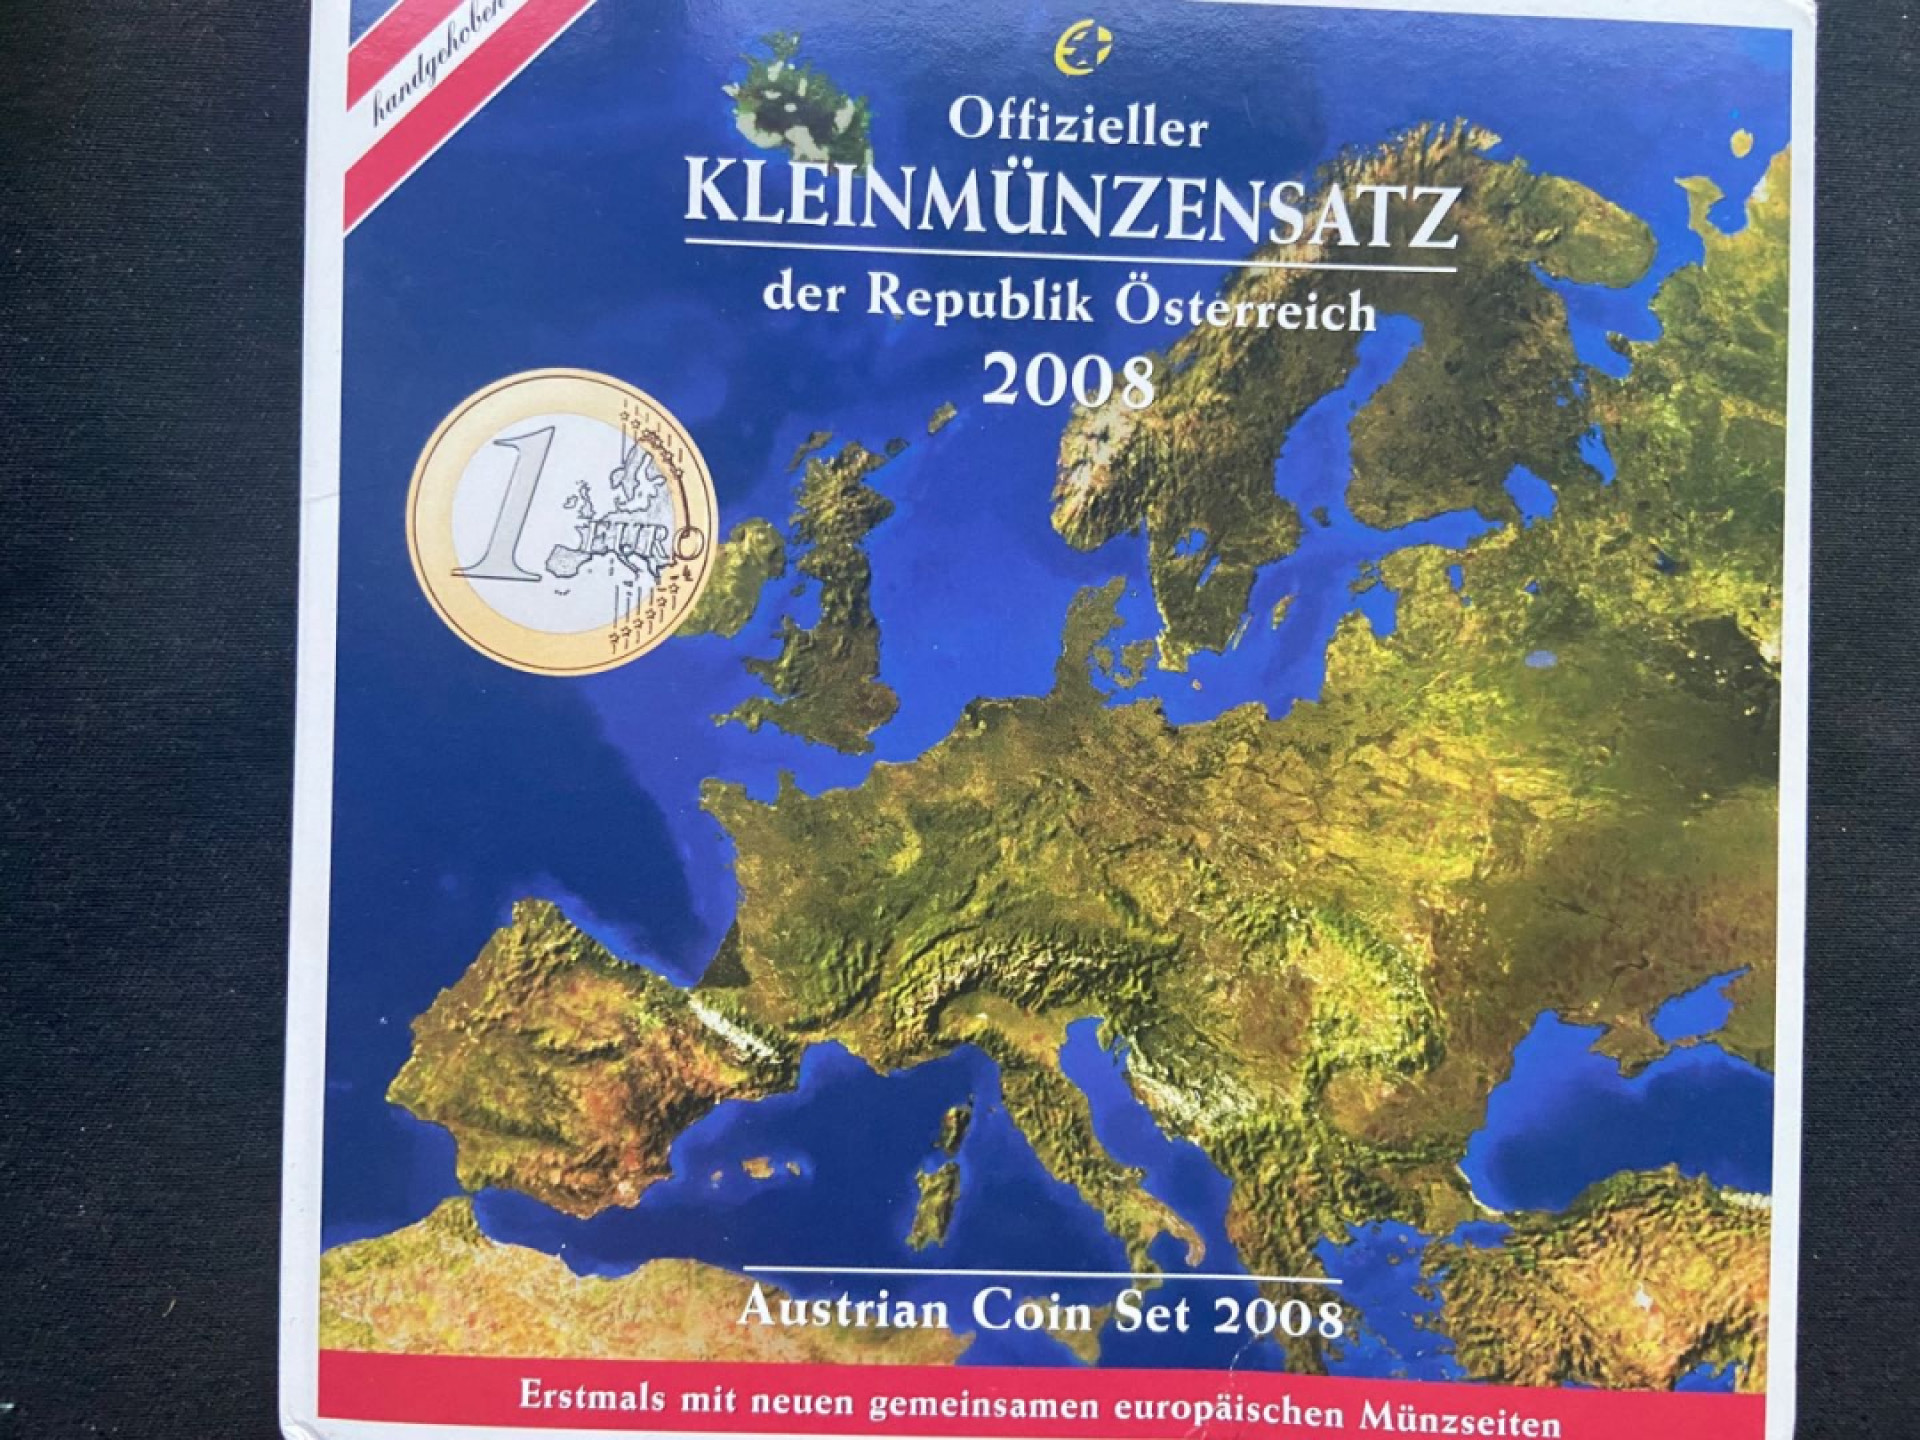 handgehoben
Offizieller
KLEINMÜNZENSATZ
der Republik Österreich
2008
1
EURO
Austrian Coin Set 2008
Erstmals mit neuen gemeinsamen europäischen Münzseiten